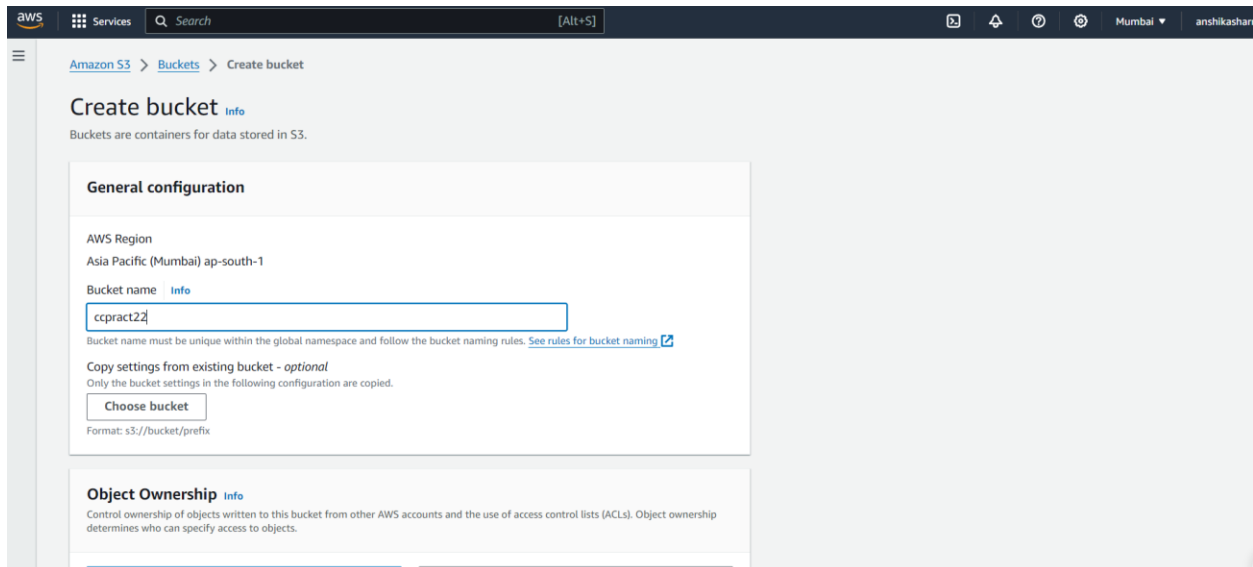 aws Services Search [Alt+S] Mumbai anshikashan
Amazon S3 > Buckets > Create bucket
Create bucket Info
Buckets are containers for data stored in S3.
General configuration
AWS Region
Asia Pacific (Mumbai) ap-south-1
Bucket name Info
ccpract22
Bucket name must be unique within the global namespace and follow the bucket naming rules. See rules for bucket naming
Copy settings from existing bucket - optional
Only the bucket settings in the following configuration are copied.
Choose bucket
Format: s3://bucket/prefix
Object Ownership Info
Control ownership of objects written to this bucket from other AWS accounts and the use of access control lists (ACLs). Object ownership
determines who can specify access to objects.